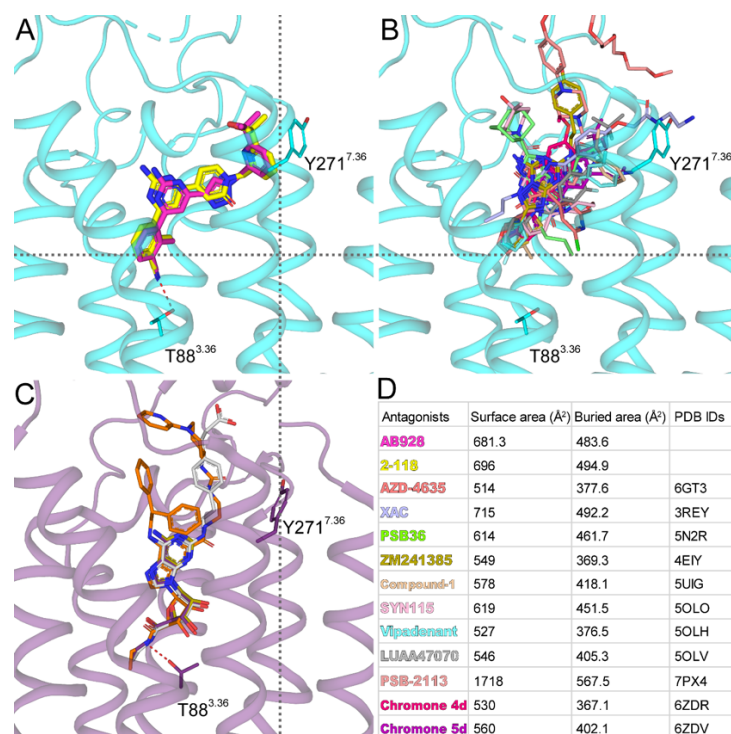 A
Y271^7.36
T88^3.36
B
Y271^7.36
T88^3.36
C
Y271^7.36
T88^3.36
D
Antagonists Surface area (Å²) Buried area (Å²) PDB IDs
AB928 681.3 483.6
2-118 696 494.9
AZD-4635 514 377.6 6GT3
XAC 715 492.2 3REY
PSB36 614 461.7 5N2R
ZM241385 549 369.3 4EIY
Compound-1 578 418.1 5UIG
SYN115 619 451.5 5OLO
Vipadenant 527 376.5 5OLH
LUAA47070 546 405.3 5OLV
PSB-2113 1718 567.5 7PX4
Chromone 4d 530 367.1 6ZDR
Chromone 5d 560 402.1 6ZDV